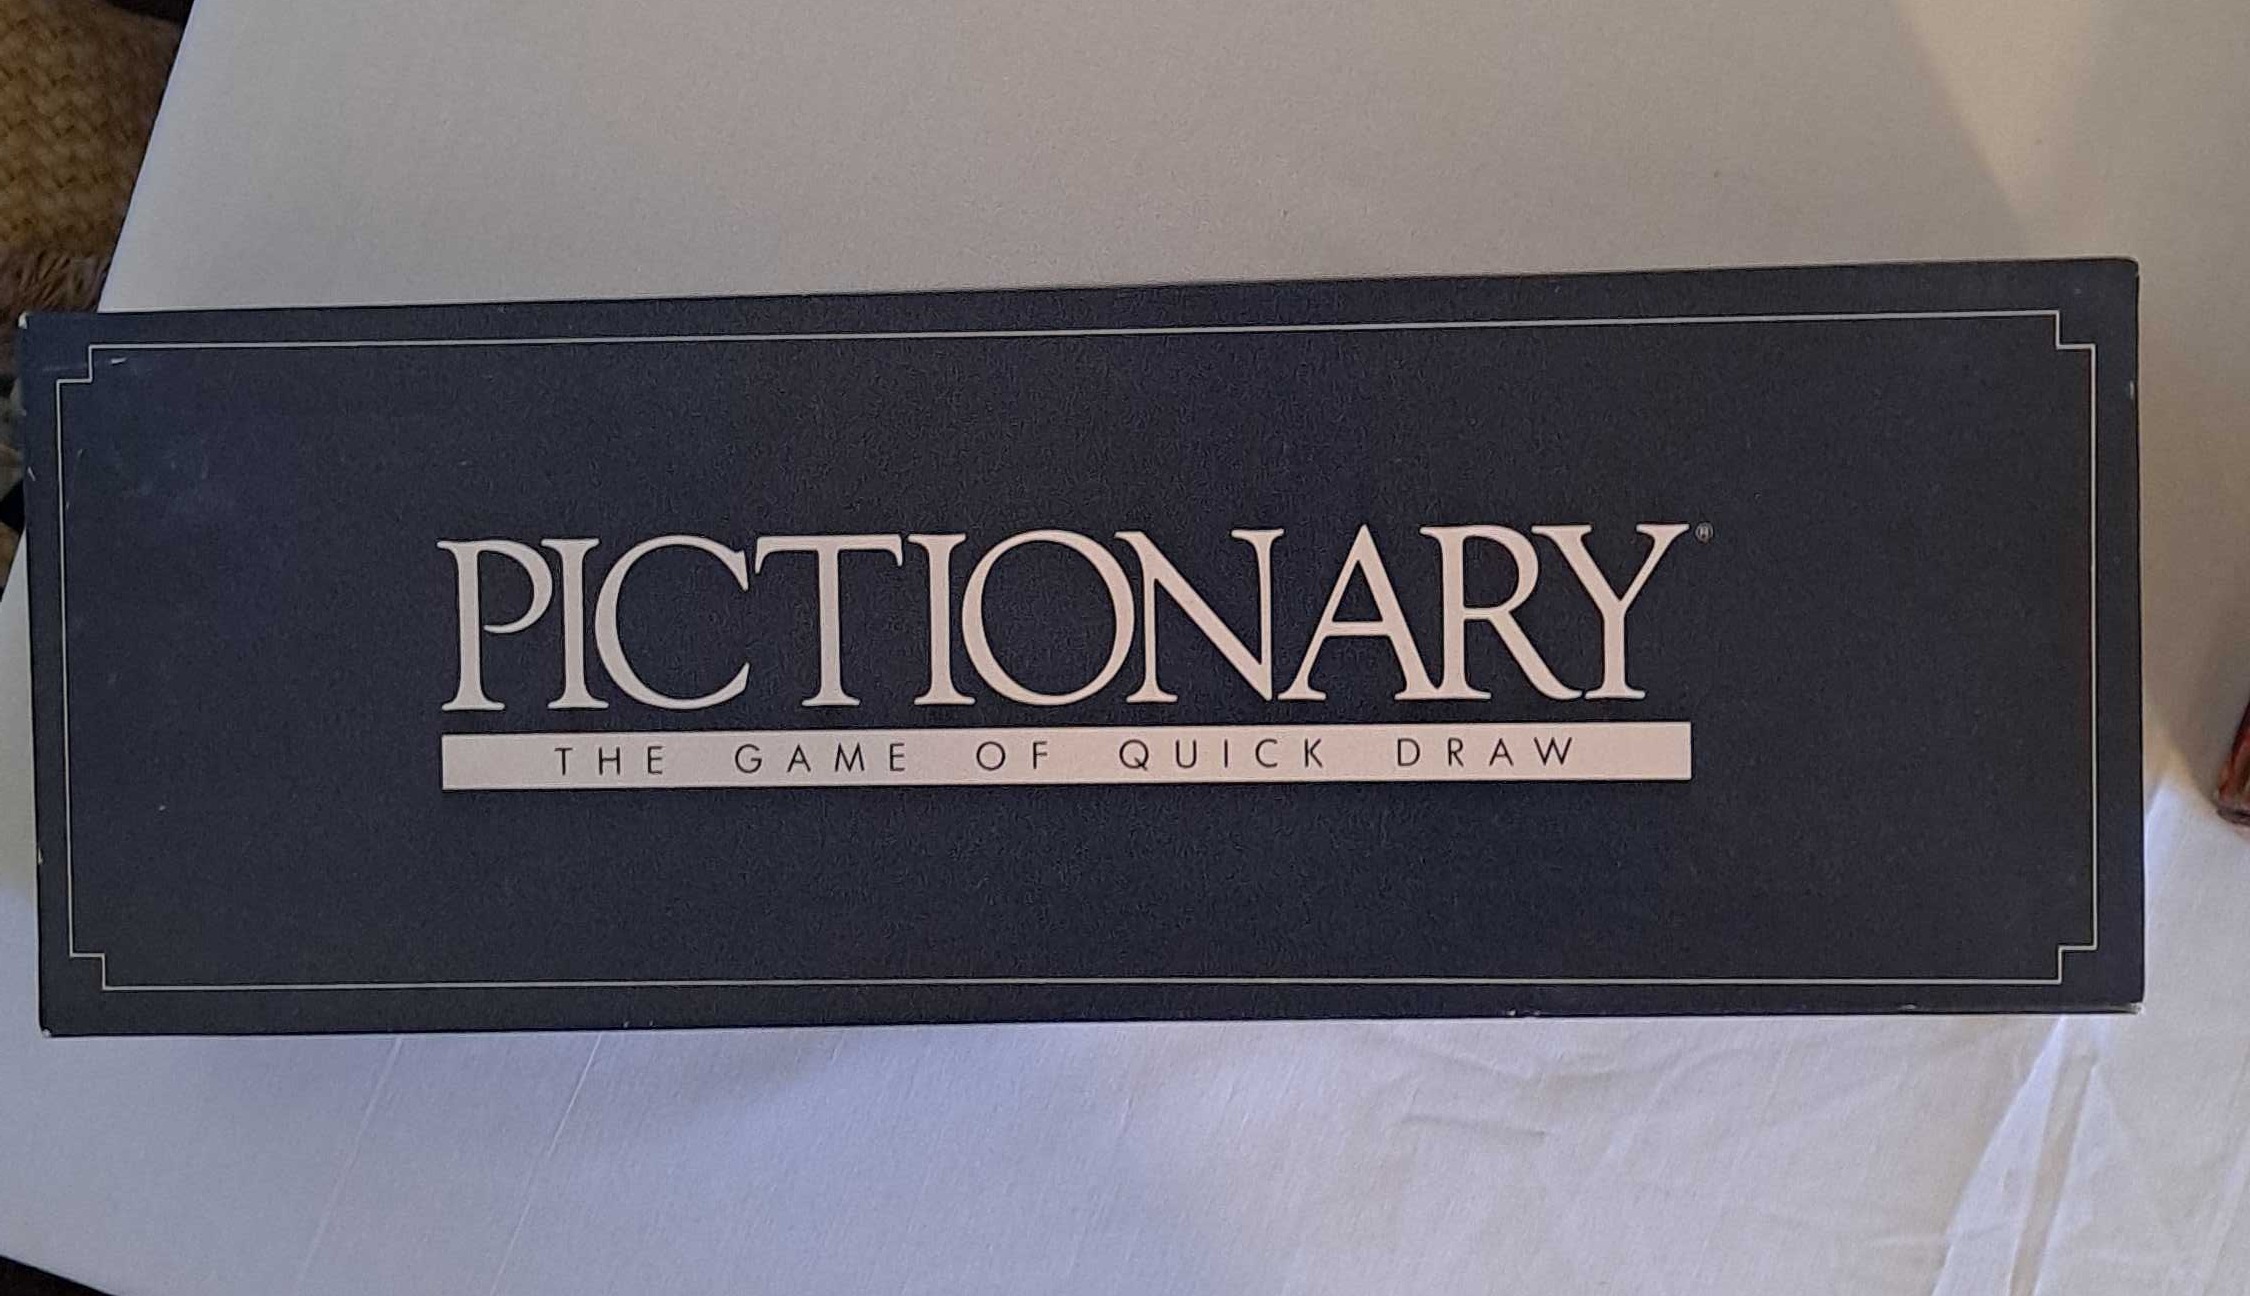 PICTIONARY®
THE GAME OF QUICK DRAW